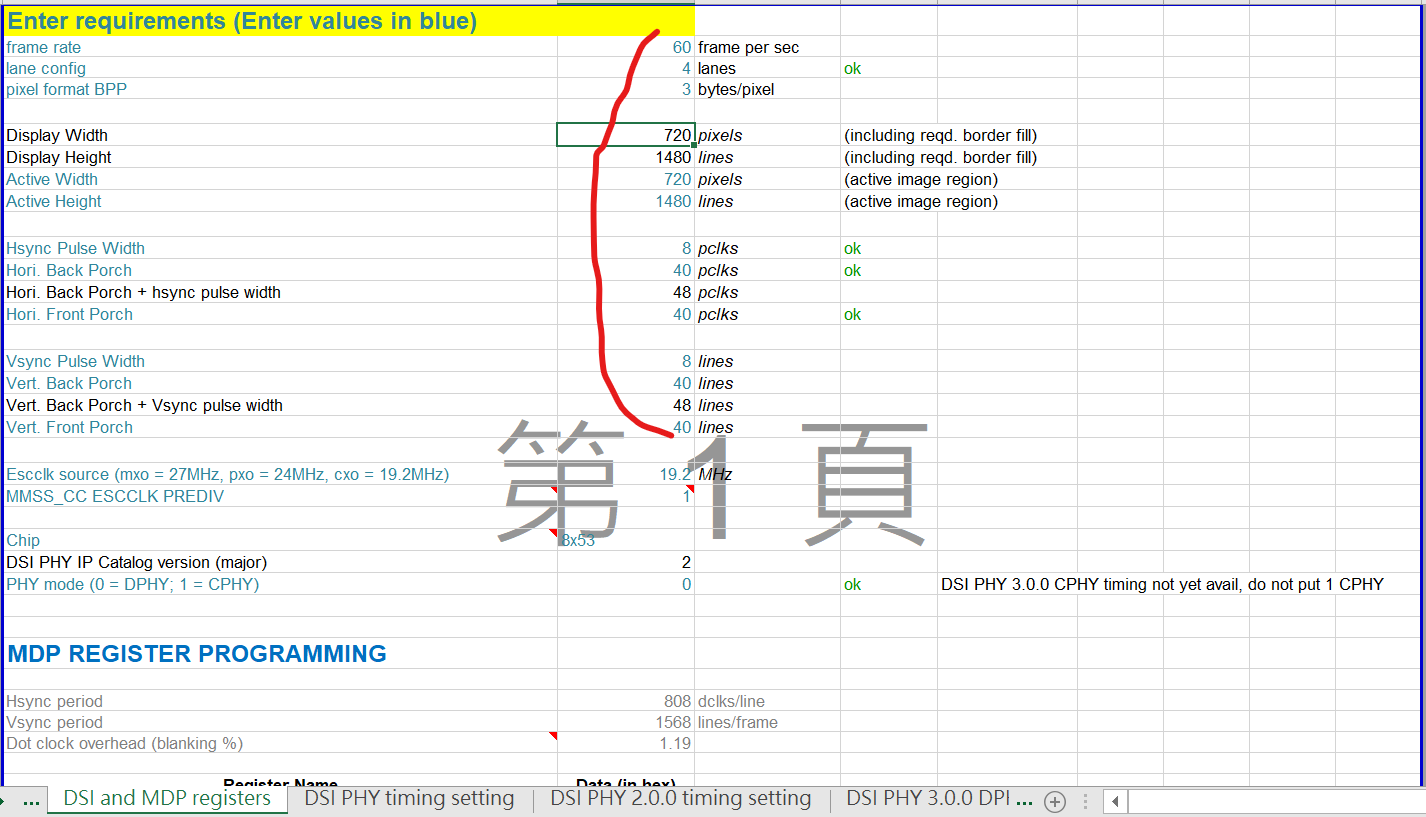 Enter requirements (Enter values in blue)
frame rate 60 frame per sec
lane config 4 lanes ok
pixel format BPP 3 bytes/pixel
Display Width 720 pixels (including reqd. border fill)
Display Height 1480 lines (including reqd. border fill)
Active Width 720 pixels (active image region)
Active Height 1480 lines (active image region)
Hsync Pulse Width 8 pclks ok
Hori. Back Porch 40 pclks ok
Hori. Back Porch + hsync pulse width 48 pclks
Hori. Front Porch 40 pclks ok
Vsync Pulse Width 8 lines
Vert. Back Porch 40 lines
Vert. Back Porch + Vsync pulse width 48 lines
Vert. Front Porch 40 lines
第 1 頁
Escclk source (mxo = 27MHz, pxo = 24MHz, cxo = 19.2MHz) 19.2 MHz
MMSS_CC ESCCLK PREDIV 1
Chip 8x53
DSI PHY IP Catalog version (major) 2
PHY mode (0 = DPHY; 1 = CPHY) 0 ok DSI PHY 3.0.0 CPHY timing not yet avail, do not put 1 CPHY
MDP REGISTER PROGRAMMING
Hsync period 808 dclks/line
Vsync period 1568 lines/frame
Dot clock overhead (blanking %) 1.19
Register Name Data (in hex)
... DSI and MDP registers DSI PHY timing setting DSI PHY 2.0.0 timing setting DSI PHY 3.0.0 DPI ...